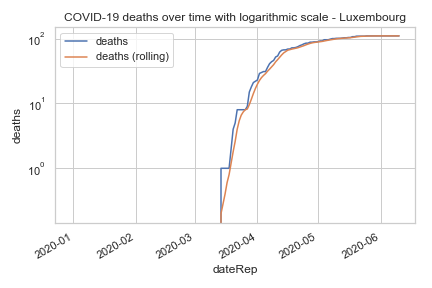 COVID-19 deaths over time with logarithmic scale - Luxembourg
deaths
deaths (rolling)
10²
10¹
10⁰
deaths
2020-01
2020-02
2020-03
2020-04
2020-05
2020-06
dateRep